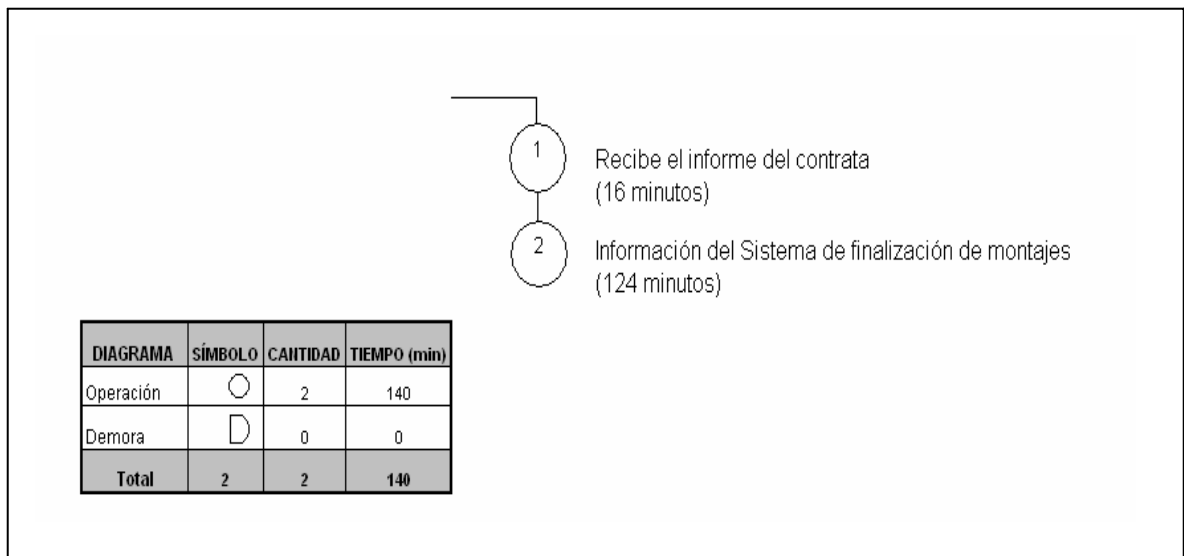 1
Recibe el informe del contrata
(16 minutos)
2
Información del Sistema de finalización de montajes
(124 minutos)
DIAGRAMA SÍMBOLO CANTIDAD TIEMPO (min)
Operación 2 140
Demora 0 0
Total 2 2 140